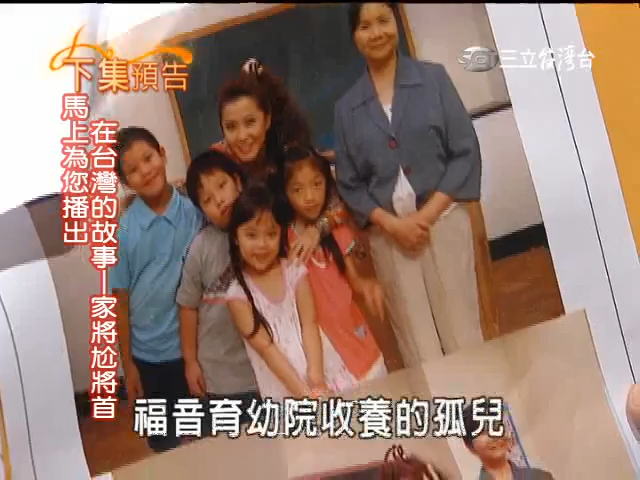 下集預告
三立台灣台
馬上為您播出
在台灣的故事—家將尬將首
福音育幼院收養的孤兒